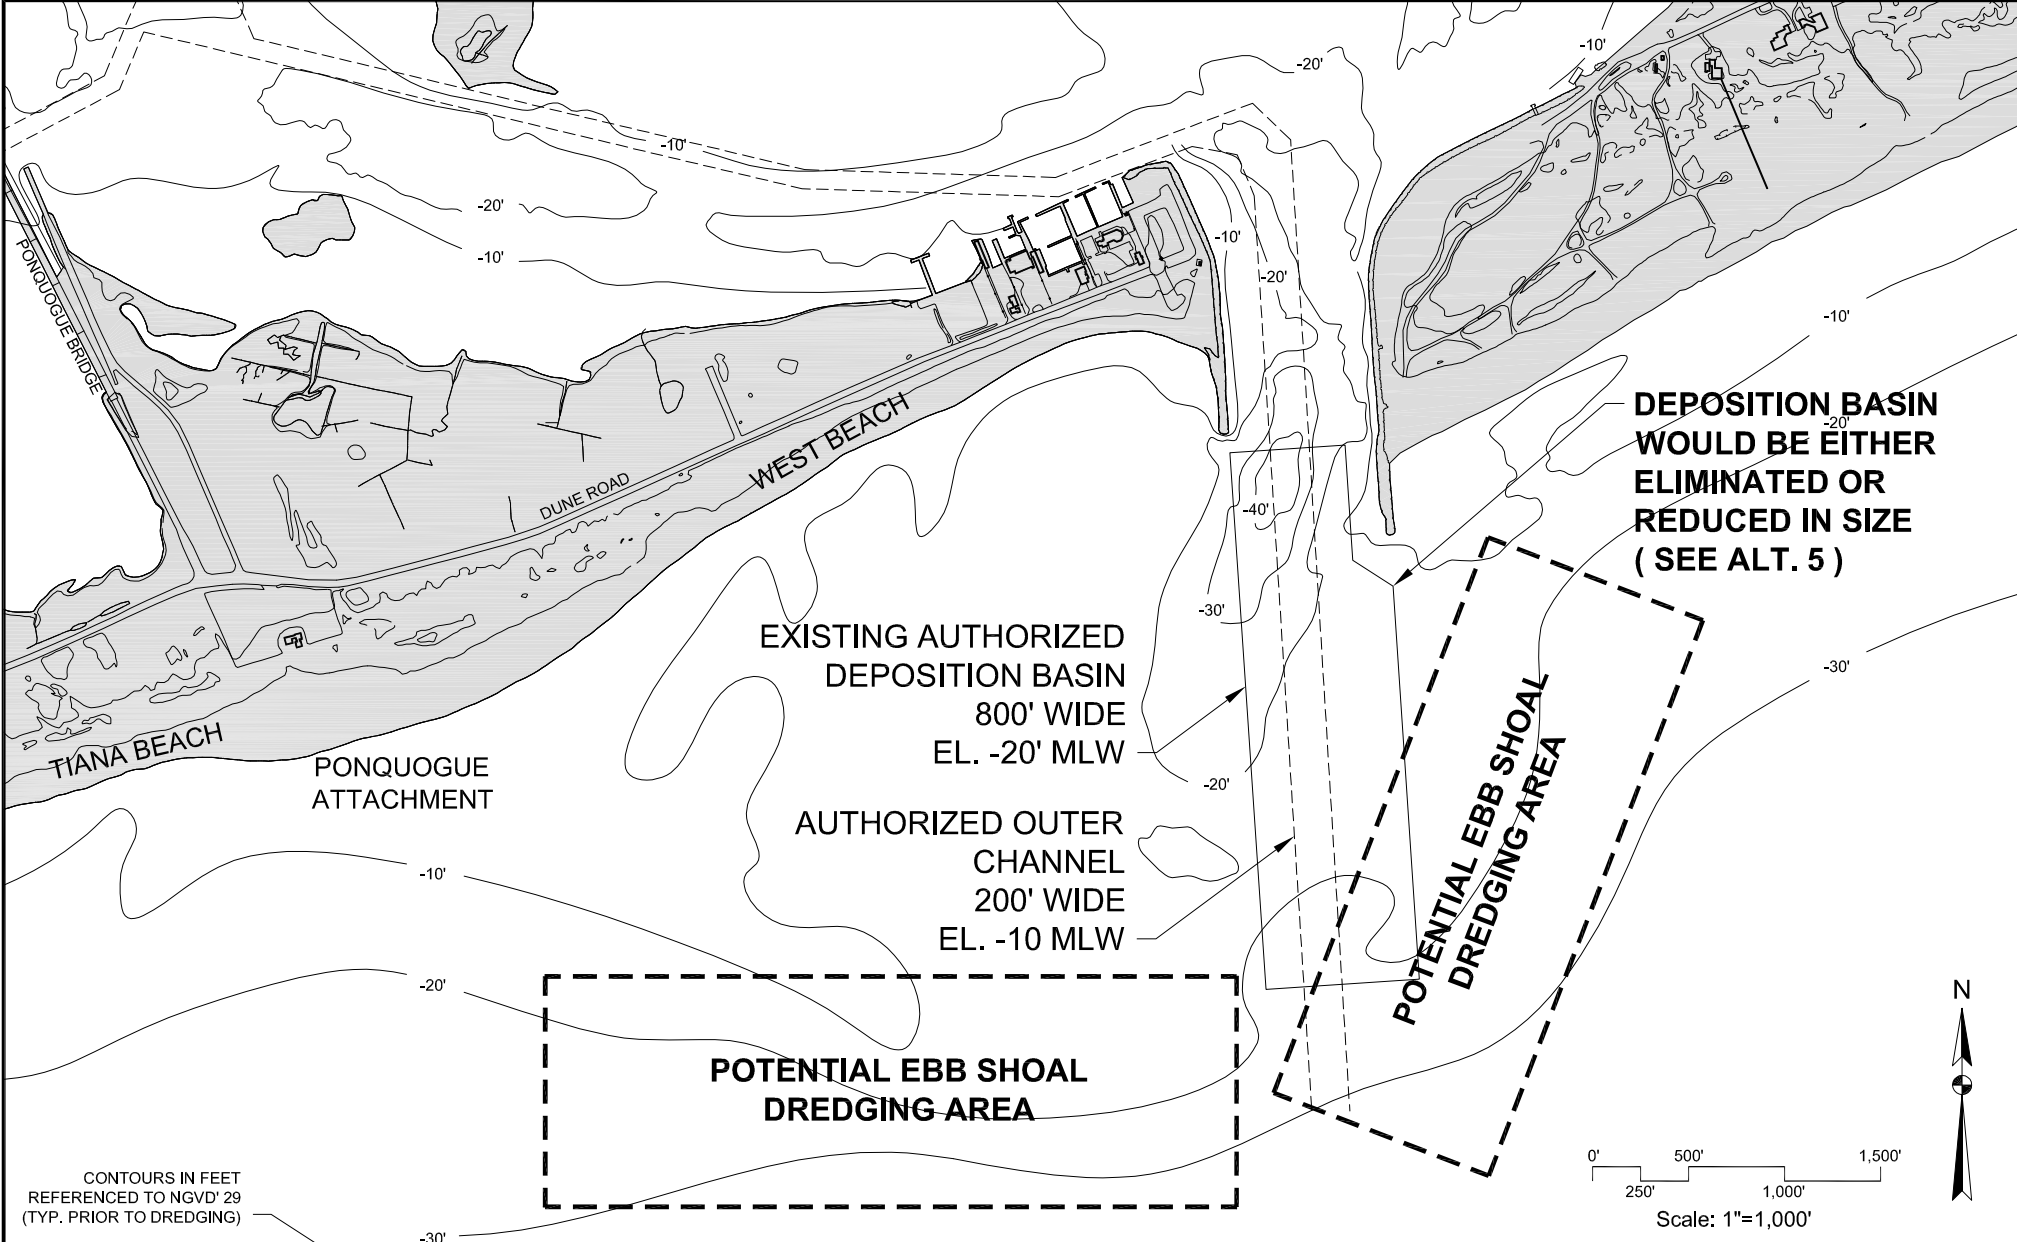 -20'
-10'
-10'
-20'
-10'
-10'
-20'
PONQUOGUE BRIDGE
-10'
-20'
DEPOSITION BASIN
WOULD BE EITHER
ELIMINATED OR
REDUCED IN SIZE
( SEE ALT. 5 )
WEST BEACH
DUNE ROAD
-40'
-30'
EXISTING AUTHORIZED
DEPOSITION BASIN
800' WIDE
EL. -20' MLW
-30'
TIANA BEACH
PONQUOGUE
ATTACHMENT
-20'
AUTHORIZED OUTER
CHANNEL
200' WIDE
EL. -10 MLW
POTENTIAL EBB SHOAL
DREDGING AREA
-10'
-20'
POTENTIAL EBB SHOAL
DREDGING AREA
N
CONTOURS IN FEET
REFERENCED TO NGVD' 29
(TYP. PRIOR TO DREDGING)
-30'
0' 500' 1,500'
250' 1,000'
Scale: 1"=1,000'